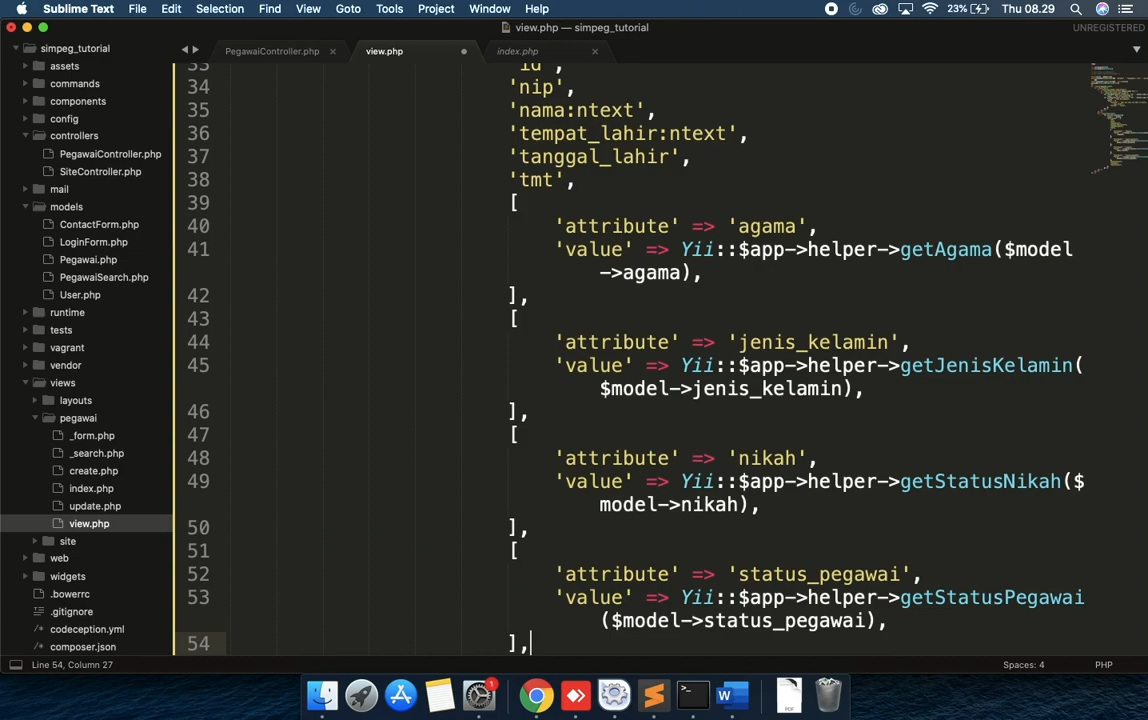 Sublime Text File Edit Selection Find View Goto Tools Project Window Help 23% Thu 08.29
view.php — simpeg_tutorial
UNREGISTERED
simpeg_tutorial
assets
commands
components
config
controllers
PegawaiController.php
SiteController.php
mail
models
ContactForm.php
LoginForm.php
Pegawai.php
PegawaiSearch.php
User.php
runtime
tests
vagrant
vendor
views
layouts
pegawai
_form.php
_search.php
create.php
index.php
update.php
view.php
site
web
widgets
.bowerrc
.gitignore
codeception.yml
composer.json
PegawaiController.php × view.php index.php ×
33 'id',
34 'nip',
35 'nama:ntext',
36 'tempat_lahir:ntext',
37 'tanggal_lahir',
38 'tmt',
39 [
40 'attribute' => 'agama',
41 'value' => Yii::$app->helper->getAgama($model
->agama),
42 ],
43 [
44 'attribute' => 'jenis_kelamin',
45 'value' => Yii::$app->helper->getJenisKelamin(
$model->jenis_kelamin),
46 ],
47 [
48 'attribute' => 'nikah',
49 'value' => Yii::$app->helper->getStatusNikah($
model->nikah),
50 ],
51 [
52 'attribute' => 'status_pegawai',
53 'value' => Yii::$app->helper->getStatusPegawai
($model->status_pegawai),
54 ],
Line 54, Column 27
Spaces: 4 PHP
1
W
PDF